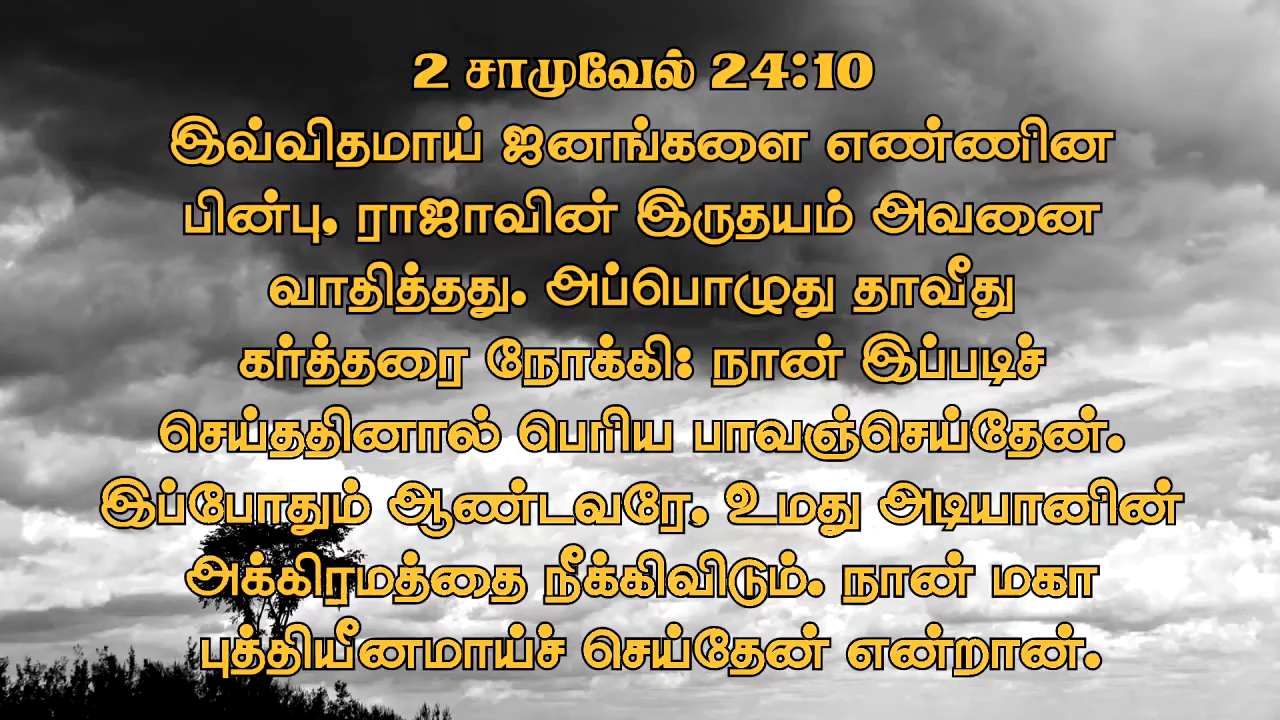 2 சாமுவேல் 24:10
இவ்விதமாய் ஜனங்களை எண்ணின
பின்பு, ராஜாவின் இருதயம் அவனை
வாதித்தது. அப்பொழுது தாவீது
கர்த்தரை நோக்கி: நான் இப்படிச்
செய்ததினால் பெரிய பாவஞ்செய்தேன்.
இப்போதும் ஆண்டவரே, உமது அடியானின்
அக்கிரமத்தை நீக்கிவிடும். நான் மகா
புத்தியீனமாய்ச் செய்தேன் என்றான்.